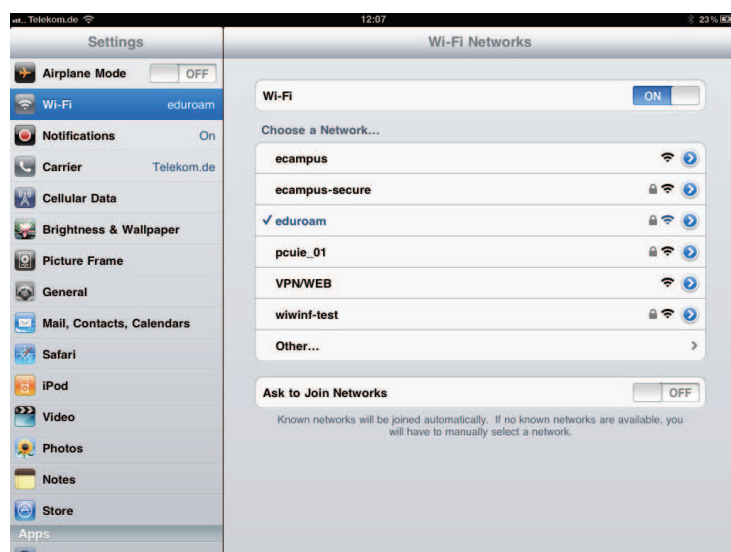 Telekom.de
12:07
23%
Settings
Wi-Fi Networks
Airplane Mode OFF
Wi-Fi eduroam
Notifications On
Carrier Telekom.de
Cellular Data
Brightness & Wallpaper
Picture Frame
General
Mail, Contacts, Calendars
Safari
iPod
Video
Photos
Notes
Store
Apps
Wi-Fi ON
Choose a Network...
ecampus
ecampus-secure
eduroam
pcuie_01
VPN/WEB
wiwinf-test
Other...
Ask to Join Networks OFF
Known networks will be joined automatically. If no known networks are available, you
will have to manually select a network.